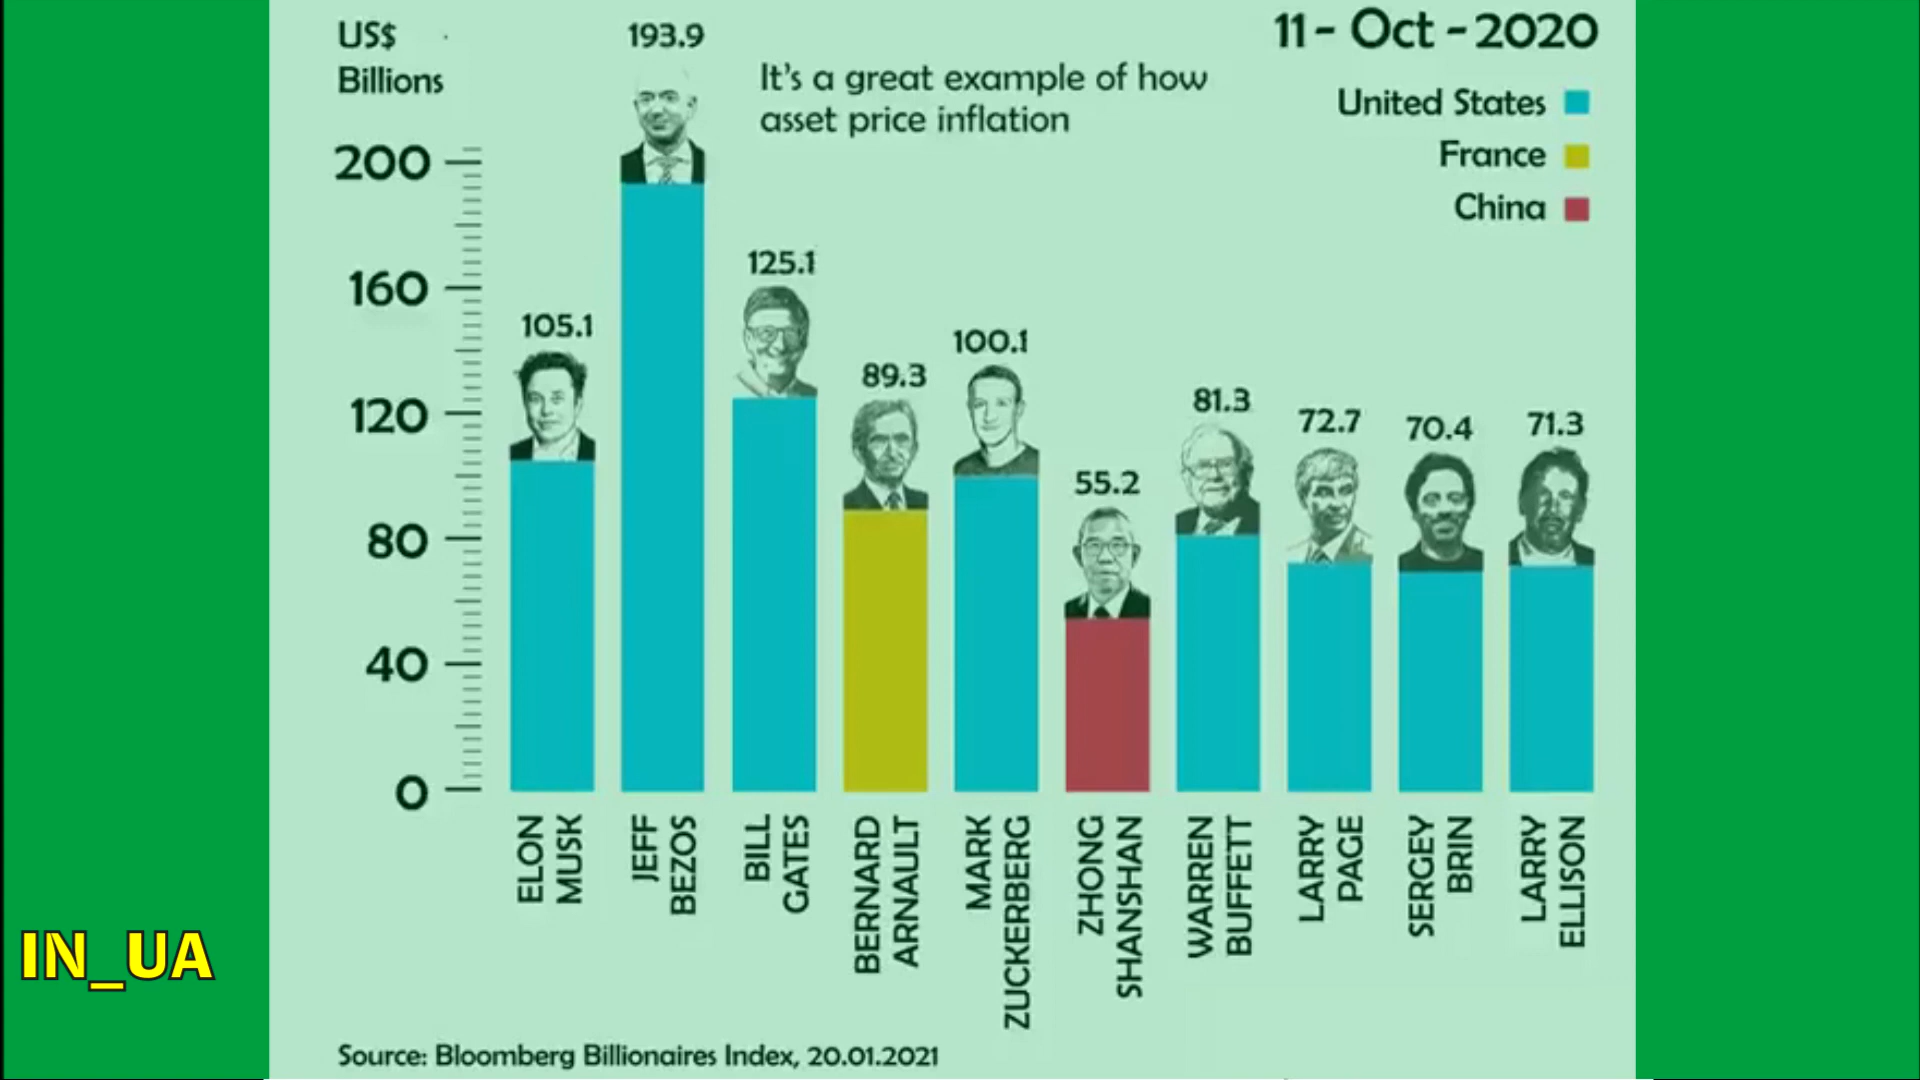 US$
Billions
193.9
11 - Oct - 2020
It's a great example of how
asset price inflation
United States
France
China
200
160
120
80
40
0
105.1
125.1
89.3
100.1
55.2
81.3
72.7
70.4
71.3
ELON
MUSK
JEFF
BEZOS
BILL
GATES
BERNARD
ARNAULT
MARK
ZUCKERBERG
ZHONG
SHANSHAN
WARREN
BUFFETT
LARRY
PAGE
SERGEY
BRIN
LARRY
ELLISON
IN_UA
Source: Bloomberg Billionaires Index, 20.01.2021